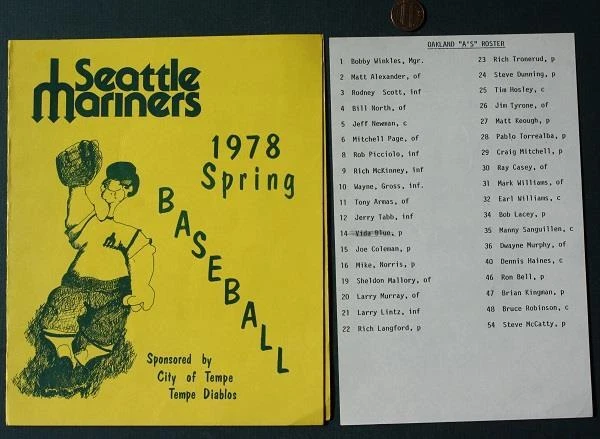 Seattle
Mariners
1978
Spring
BASEBALL
Sponsored by
City of Tempe
Tempe Diablos
OAKLAND "A'S" ROSTER
1 Bobby Winkles, Mgr.
2 Matt Alexander, of
3 Rodney Scott, inf
4 Bill North, of
5 Jeff Newman, c
6 Mitchell Page, of
8 Rob Picciolo, inf
9 Rich McKinney, inf
10 Wayne, Gross, inf.
11 Tony Armas, of
12 Jerry Tabb, inf
14 Vida Blue, p
15 Joe Coleman, p
16 Mike, Norris, p
19 Sheldon Mallory, of
20 Larry Murray, of
21 Larry Lintz, inf
22 Rich Langford, p
23 Rich Tronerud, p
24 Steve Dunning, p
25 Tim Hosley, c
26 Jim Tyrone, of
27 Matt Keough, p
28 Pablo Torrealba, p
29 Craig Mitchell, p
30 Ray Casey, of
31 Mark Williams, of
32 Earl Williams, c
34 Bob Lacey, p
35 Manny Sanguillen, c
36 Dwayne Murphy, of
40 Dennis Haines, c
46 Ron Bell, p
47 Brian Kingman, p
48 Bruce Robinson, c
54 Steve McCatty, p